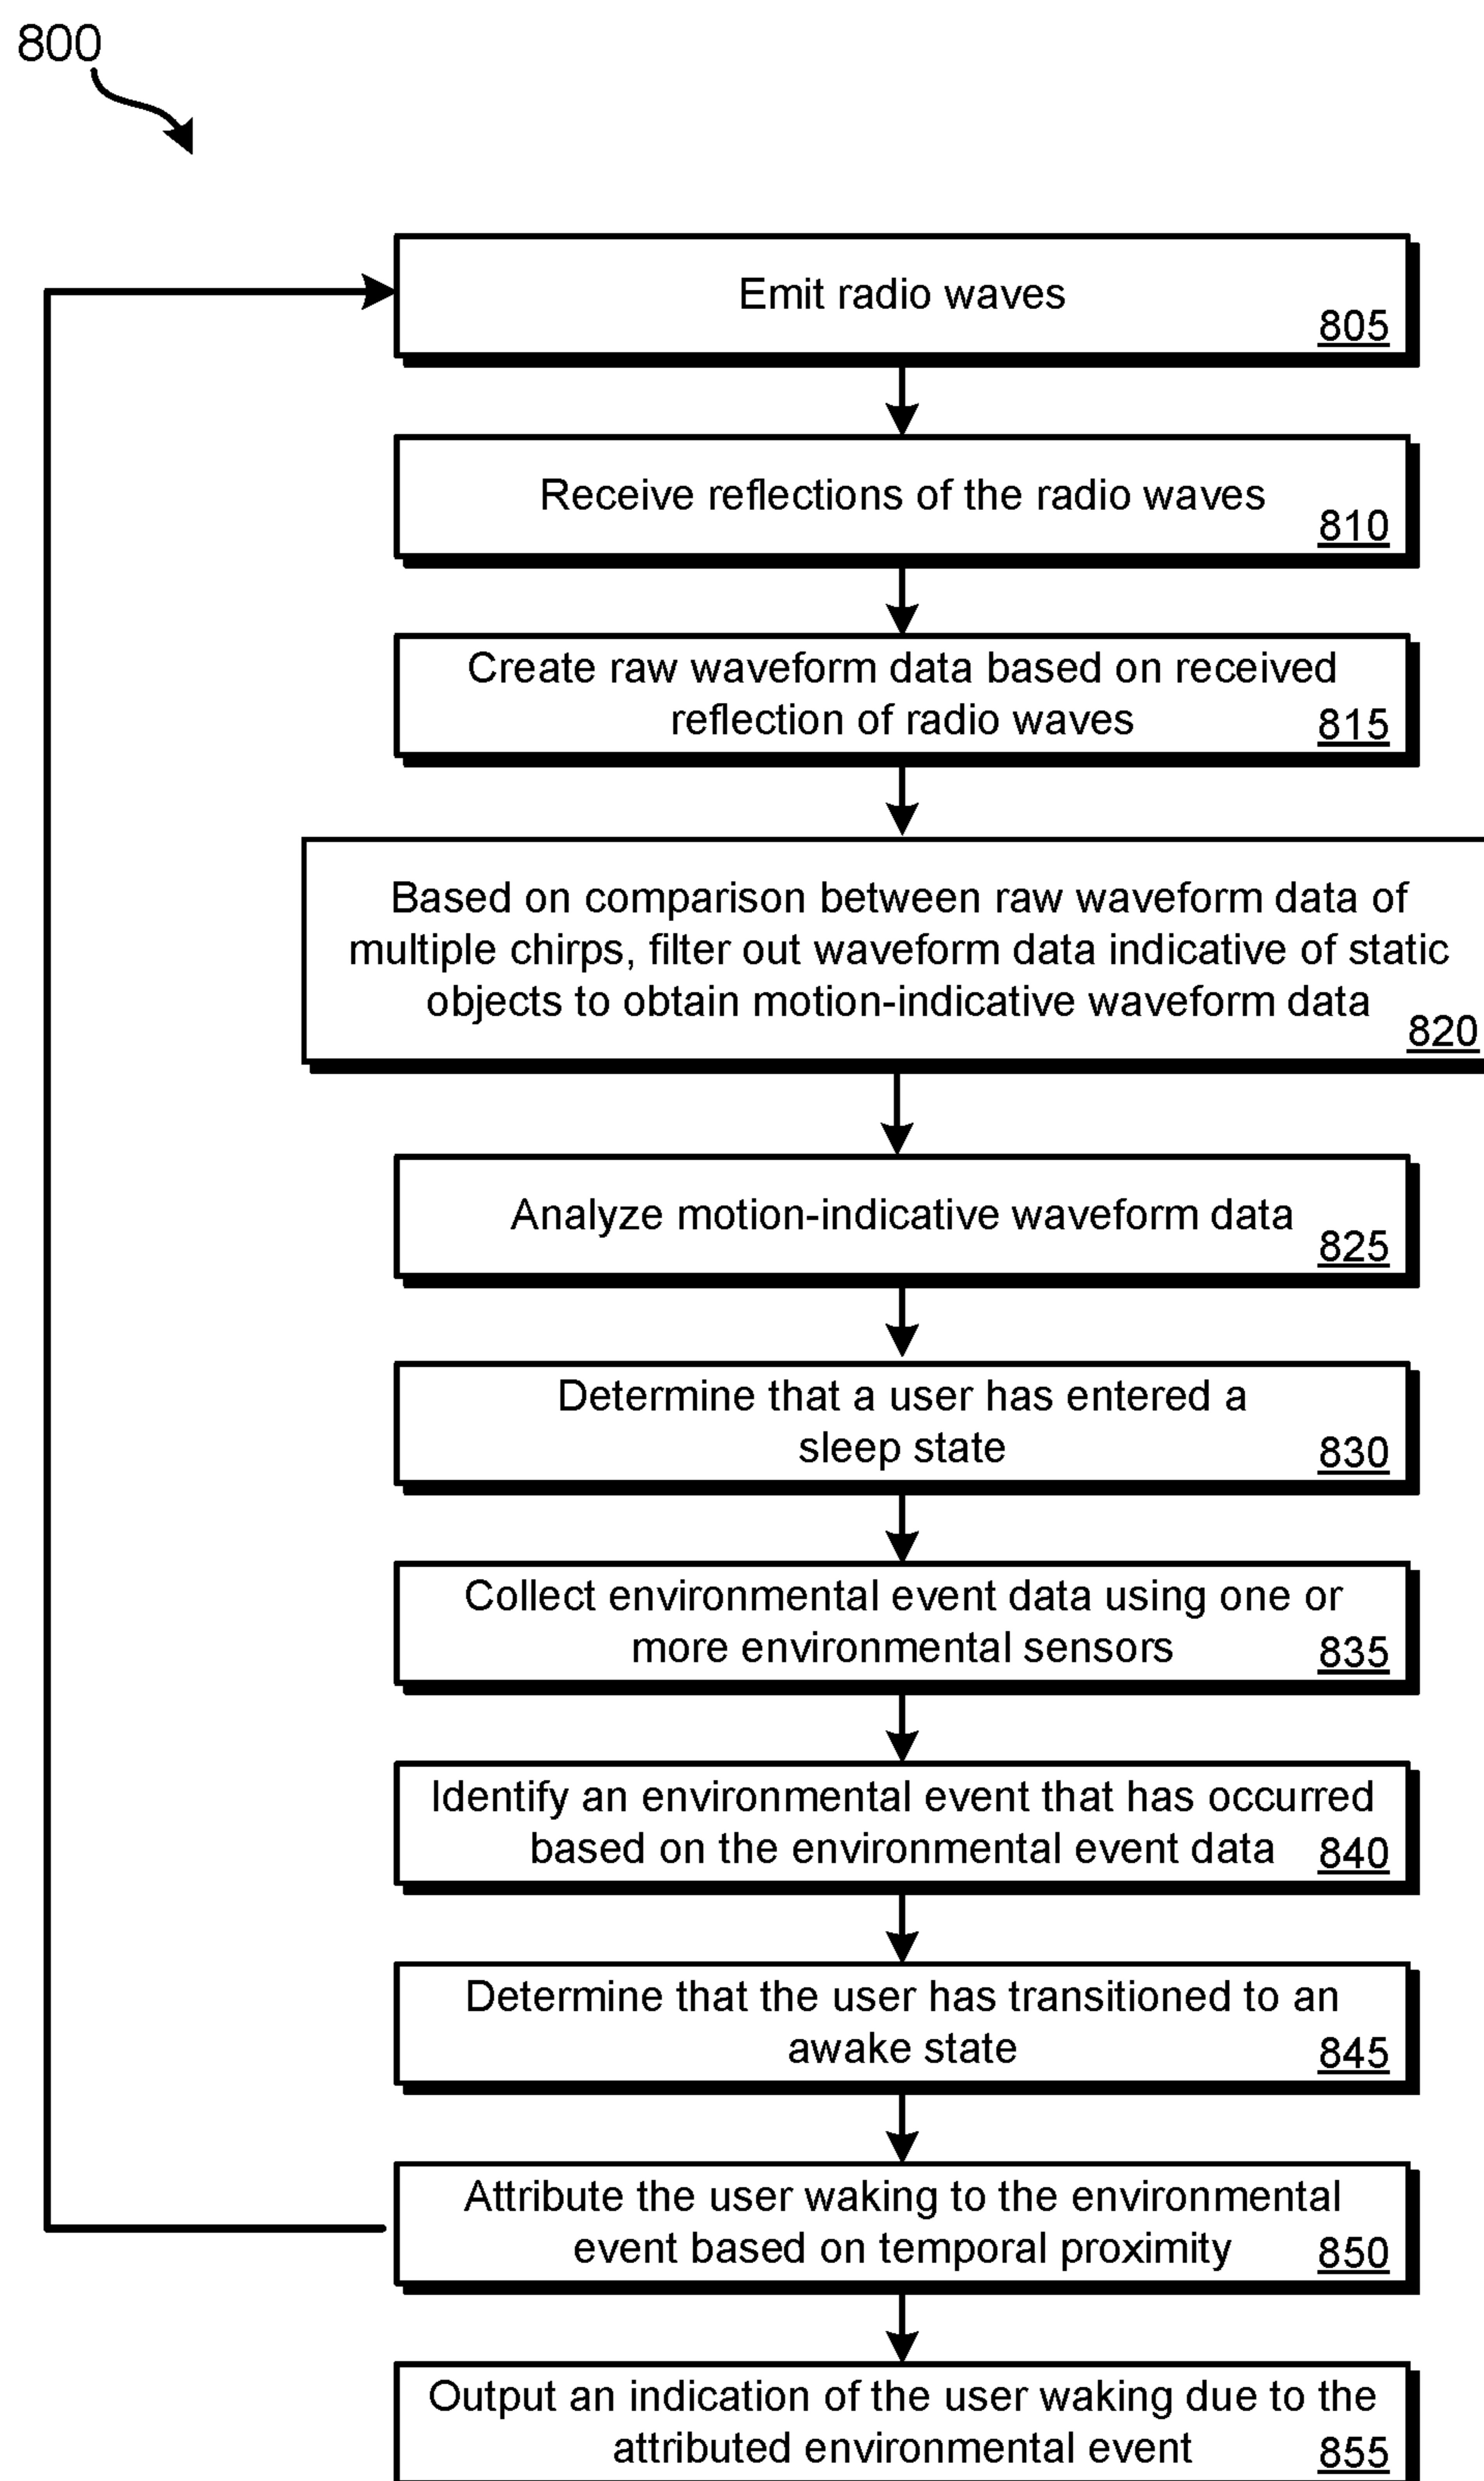 800
Emit radio waves
805
Receive reflections of the radio waves
810
Create raw waveform data based on received
reflection of radio waves
815
Based on comparison between raw waveform data of
multiple chirps, filter out waveform data indicative of static
objects to obtain motion-indicative waveform data
820
Analyze motion-indicative waveform data
825
Determine that a user has entered a
sleep state
830
Collect environmental event data using one or
more environmental sensors
835
Identify an environmental event that has occurred
based on the environmental event data
840
Determine that the user has transitioned to an
awake state
845
Attribute the user waking to the environmental
event based on temporal proximity
850
Output an indication of the user waking due to the
attributed environmental event
855